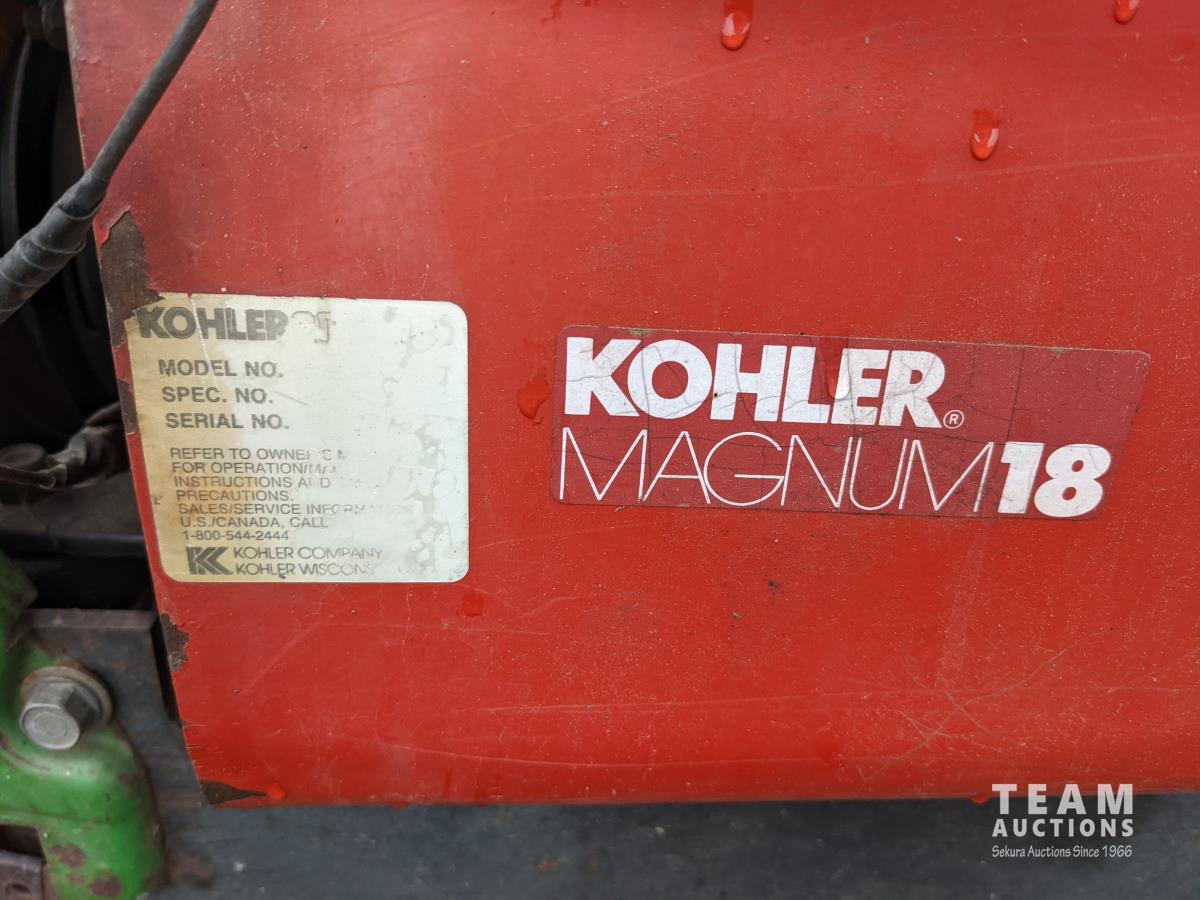 KOHLER
MODEL NO.
SPEC. NO.
SERIAL NO.
REFER TO OWNER'S
FOR OPERATION/
INSTRUCTIONS AND
PRECAUTIONS.
SALES/SERVICE INFORMATION
U.S./CANADA, CALL
1-800-544-2444
KOHLER COMPANY
KOHLER
KOHLER®
MAGNUM 18
TEAM
AUCTIONS
Sekura Auctions Since 1966